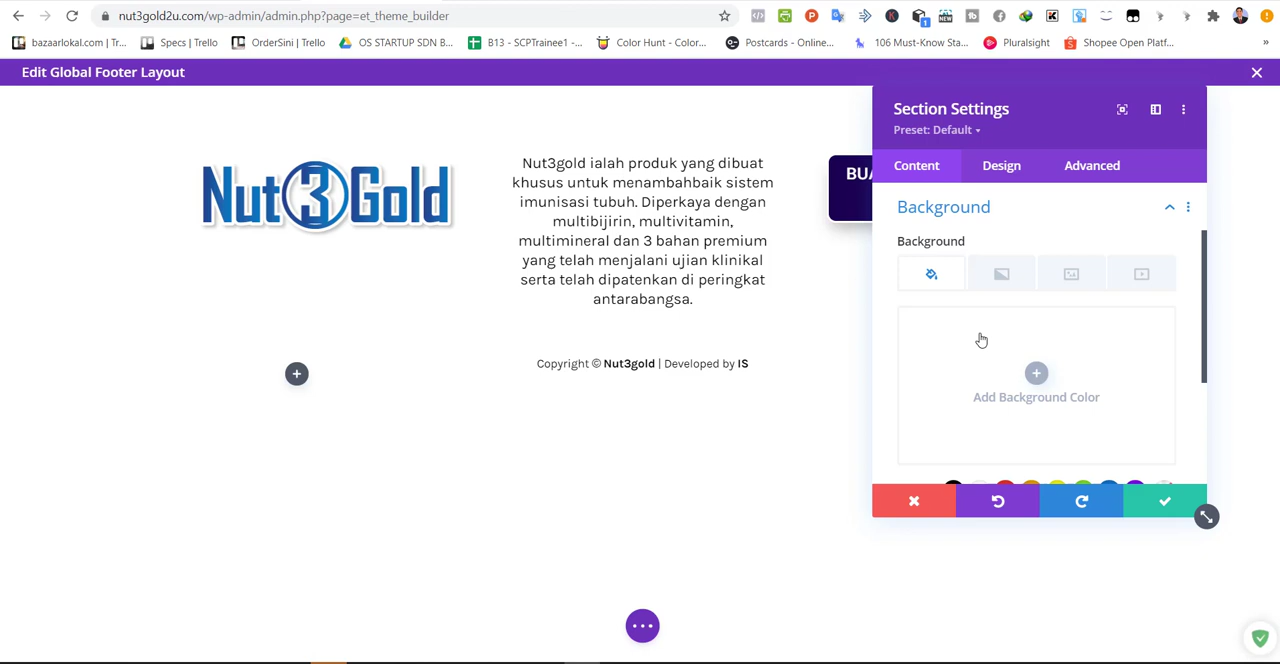 nut3gold2u.com/wp-admin/admin.php?page=et_theme_builder
bazaarlokal.com | Tr...
Specs | Trello
OrderSini | Trello
OS STARTUP SDN B...
B13 - SCPTrainee1 -...
Color Hunt - Color...
Postcards - Online...
106 Must-Know Sta...
Pluralsight
Shopee Open Platf...
»
Edit Global Footer Layout
Section Settings
Preset: Default
Content
Design
Advanced
Nut3Gold
Nut3gold ialah produk yang dibuat
khusus untuk menambahbaik sistem
imunisasi tubuh. Diperkaya dengan
multibijirin, multivitamin,
multimineral dan 3 bahan premium
yang telah menjalani ujian klinikal
serta telah dipatenkan di peringkat
antarabangsa.
BUA
Background
Background
Add Background Color
Copyright © Nut3gold | Developed by IS